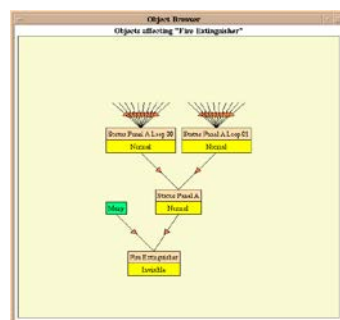 Object Browser
Objects affecting "Fire Extinguisher"
Status Panel A Loop 00
Normal
Status Panel A Loop 01
Normal
Status Panel A
Normal
Fire Extinguisher
Invisible